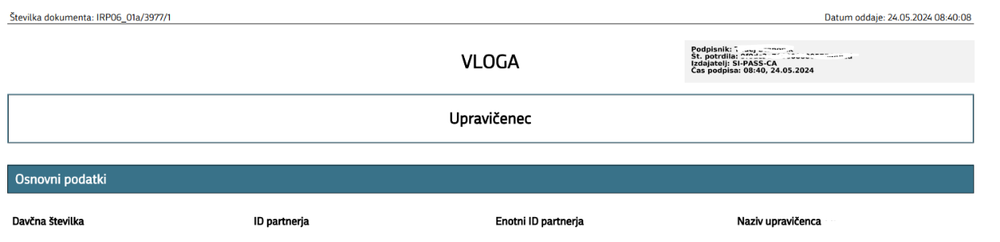 Številka dokumenta: IRP06_01a/3977/1
Datum oddaje: 24.05.2024 08:40:08
VLOGA
Podpisnik:
Št. potrdila:
Izdajatelj: SI-PASS-CA
Čas podpisa: 08:40, 24.05.2024
Upravičenec
Osnovni podatki
Davčna številka
ID partnerja
Enotni ID partnerja
Naziv upravičenca